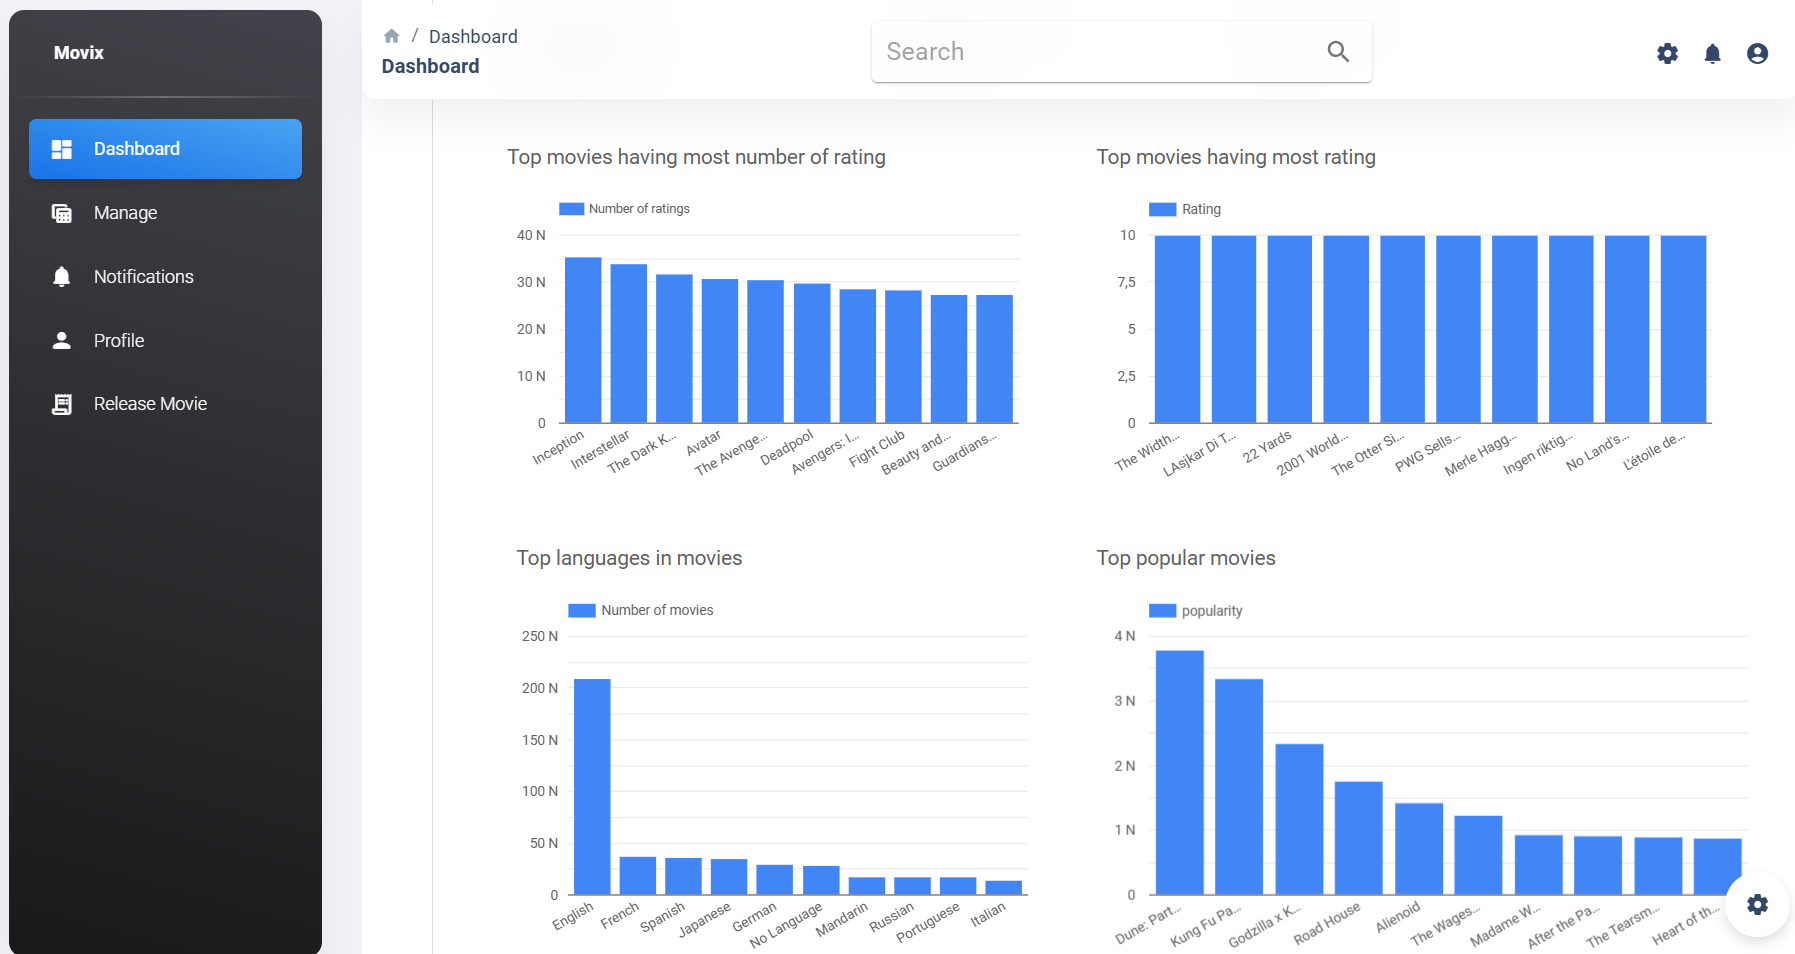 Movix
Dashboard
Manage
Notifications
Profile
Release Movie
/ Dashboard
Dashboard
Search
Top movies having most number of rating
Number of ratings
40 N
30 N
20 N
10 N
0
Inception
Interstellar
The Dark K...
Avatar
The Avenge...
Deadpool
Avengers: I...
Fight Club
Beauty and...
Guardians...
Top movies having most rating
Rating
10
7,5
5
2,5
0
The Width...
LAsjkar Di T...
22 Yards
2001 World...
The Otter Si...
PWG Sells...
Merle Hagg...
Ingen riktig...
No Land's...
L'étoile de...
Top languages in movies
Number of movies
250 N
200 N
150 N
100 N
50 N
0
English
French
Spanish
Japanese
German
No Language
Mandarin
Russian
Portuguese
Italian
Top popular movies
popularity
4 N
3 N
2 N
1 N
0
Dune: Part...
Kung Fu Pa...
Godzilla x K...
Road House
Alienoid
The Wages...
Madame W...
After the Pa...
The Tearsm...
Heart of th...